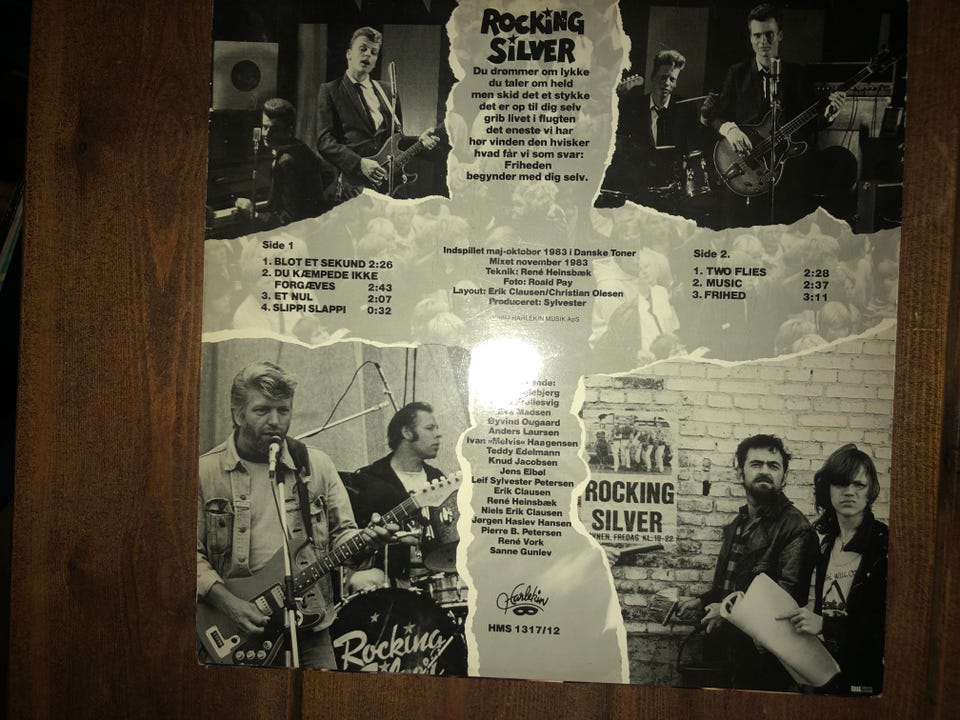 ROCKING
SILVER
Du drømmer om lykke
du taler om held
men skid det et stykke
det er op til dig selv
grib livet i flugten
det eneste vi har
hør vinden den hvisker
hvad får vi som svar:
Friheden
begynder med dig selv.
Side 1
1. BLOT ET SEKUND 2:26
2. DU KÆMPEDE IKKE
FORGÆVES 2:43
3. ET NUL 2:07
4. SLIPPI SLAPPI 0:32
Indspillet maj-oktober 1983 i Danske Toner
Mixet november 1983
Teknik: René Heinsbæk
Foto: Roald Pay
Layout: Erik Clausen/Christian Olesen
Produceret: Sylvester
HARLEKIN MUSIK ApS
Side 2.
1. TWO FLIES 2:28
2. MUSIC 2:37
3. FRIHED 3:11
Madsen
Øyvind Ougaard
Anders Laursen
Ivan »Melvis« Haagensen
Teddy Edelmann
Knud Jacobsen
Jens Elbøl
Leif Sylvester Petersen
Erik Clausen
René Heinsbæk
Niels Erik Clausen
Jørgen Haslev Hansen
Pierre B. Petersen
René Vork
Sanne Gunlev
Harlekin
HMS 1317/12
Rocking
Silver
ROCKING
SILVER
FREDAG KL. 19-22